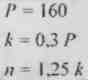 P = 160
k = 0,3 P
n = 1,25 k